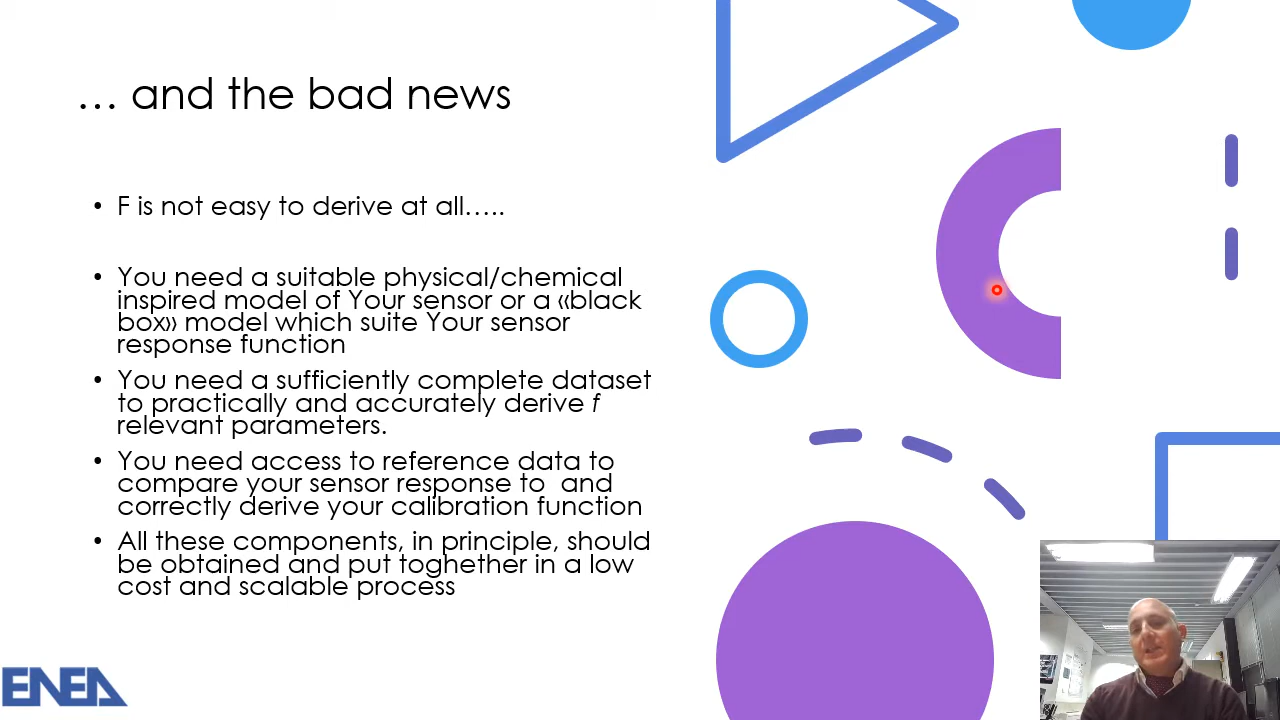 … and the bad news
• F is not easy to derive at all…..
• You need a suitable physical/chemical
inspired model of Your sensor or a «black
box» model which suite Your sensor
response function
• You need a sufficiently complete dataset
to practically and accurately derive f
relevant parameters.
• You need access to reference data to
compare your sensor response to  and
correctly derive your calibration function
• All these components, in principle, should
be obtained and put toghether in a low
cost and scalable process
ENEA